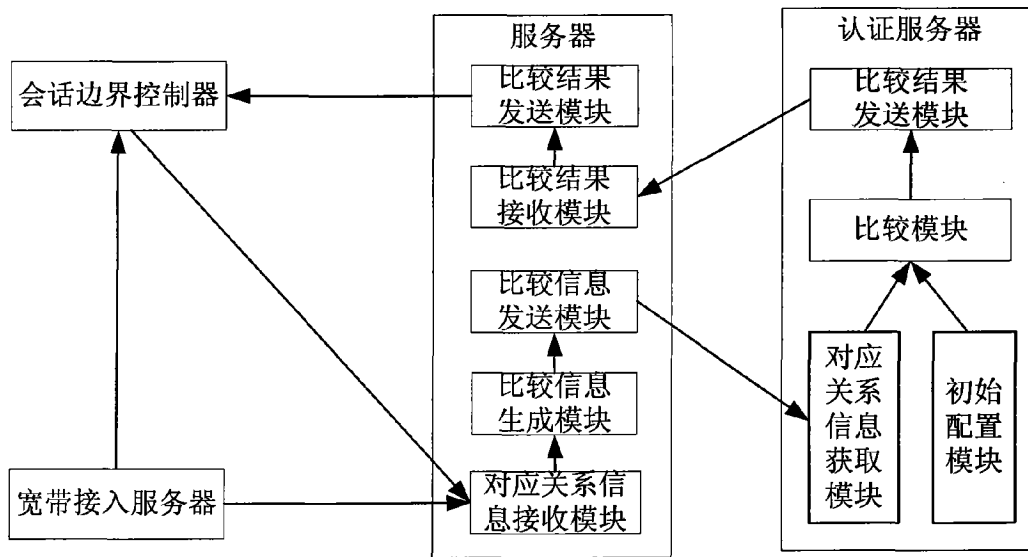 会话边界控制器
宽带接入服务器
服务器
比较结果
发送模块
比较结果
接收模块
比较信息
发送模块
比较信息
生成模块
对应关系信
息接收模块
认证服务器
比较结果
发送模块
比较模块
对应
关系
信息
获取
模块
初始
配置
模块